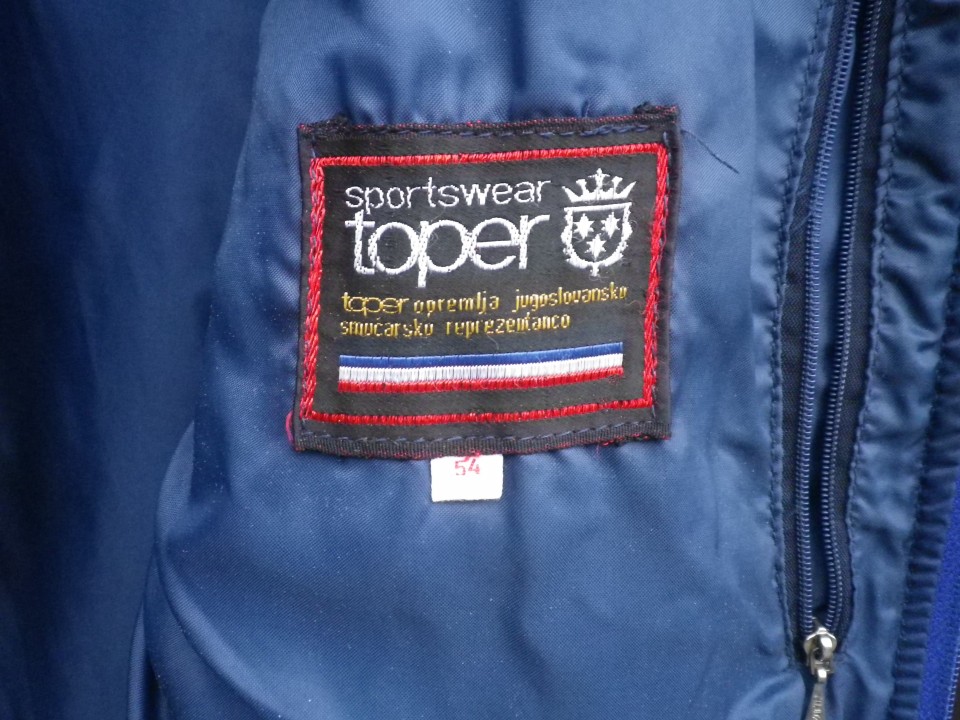 sportswear
toper
toper opremlja jugoslovansko
smučarsko reprezentanco
54